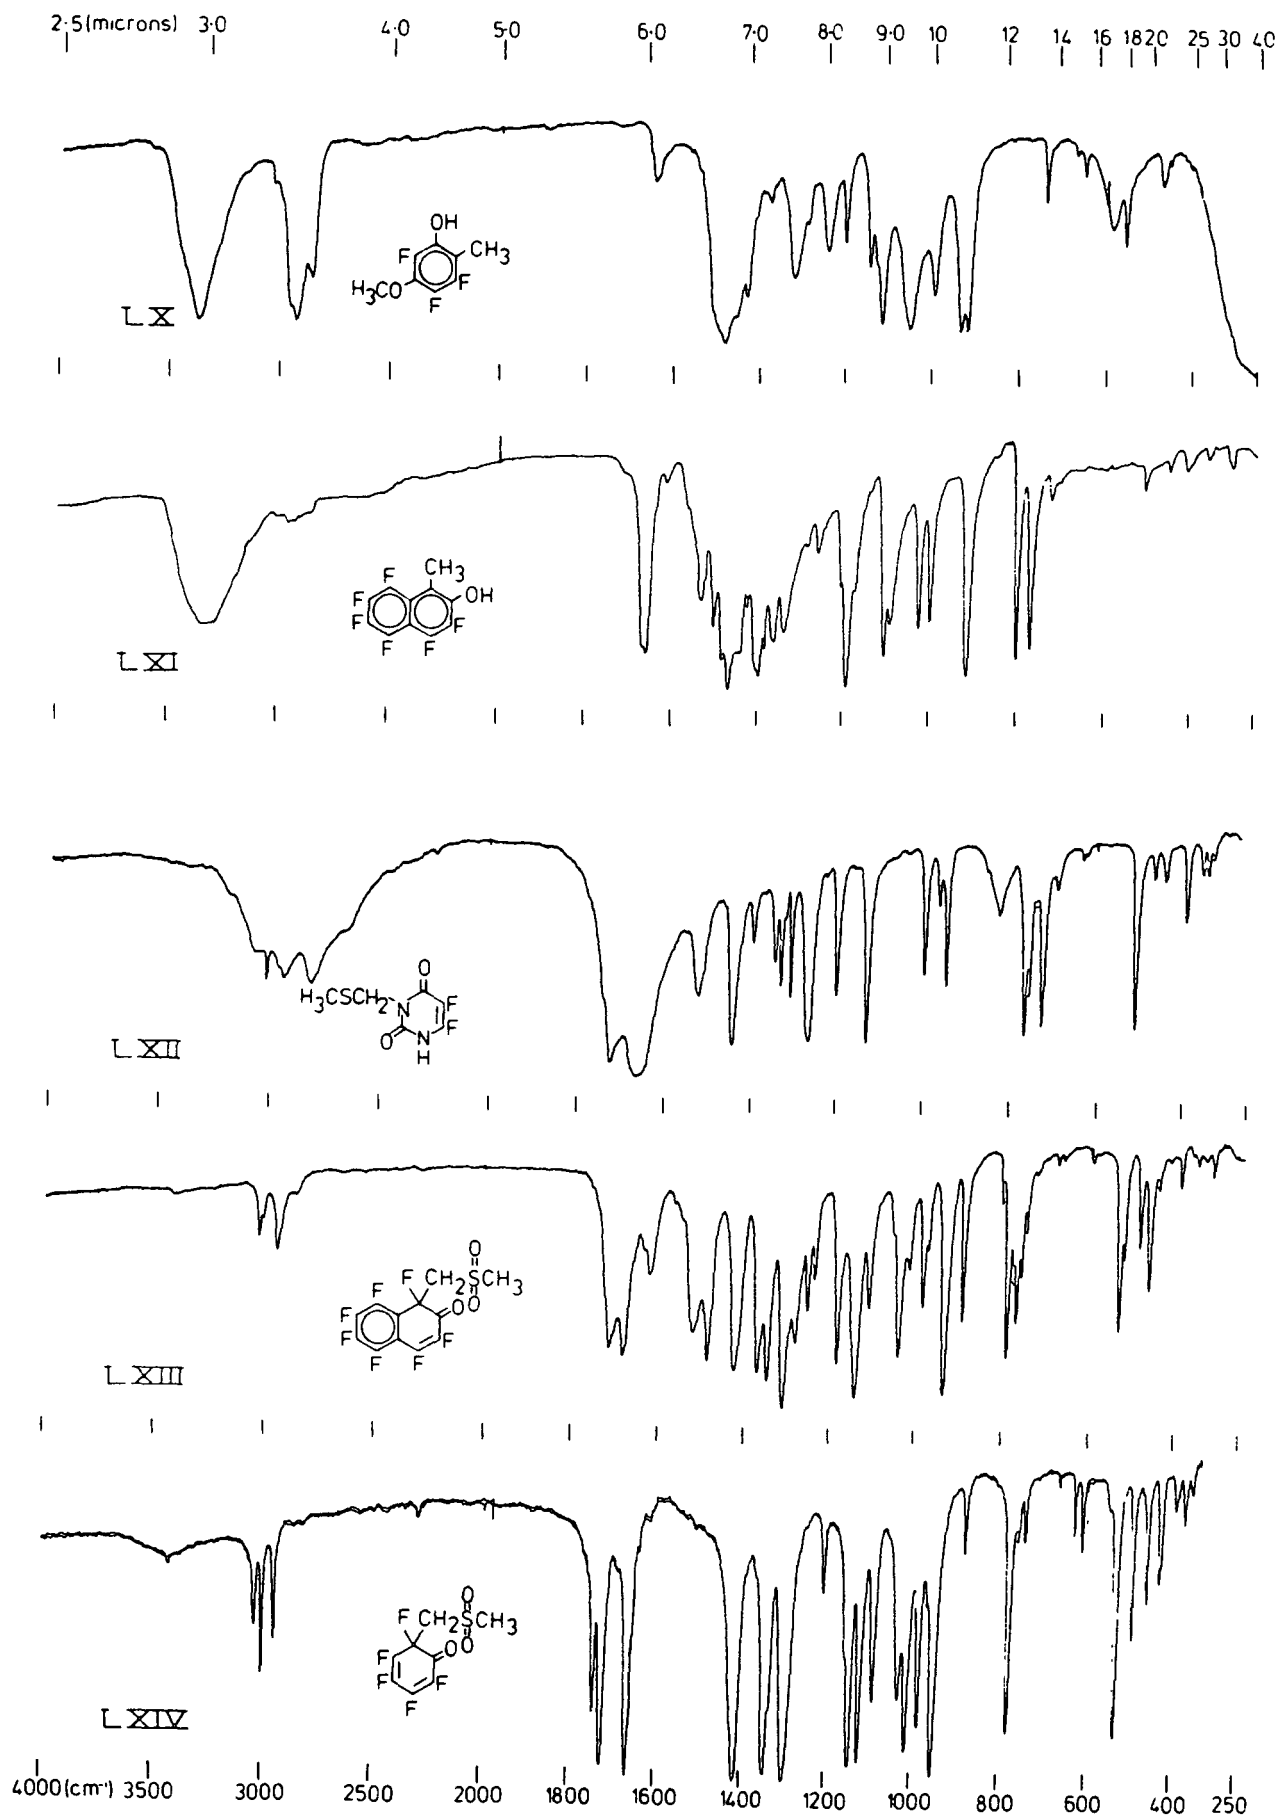 2·5(microns) 3·0 4·0 5·0 6·0 7·0 8·0 9·0 10 12 14 16 18 20 25 30 40
OH
F CH3
H3CO F
F
LX
CH3
F OH
F
F F
F F
LXI
O
H3CSCH2 N F
O N F
H
LXII
O
F CH2SCH3
F O O
F
F F
F F
LXIII
O
F CH2SCH3
F O O
F F
F
LXIV
4000(cm⁻¹) 3500 3000 2500 2000 1800 1600 1400 1200 1000 800 600 400 250